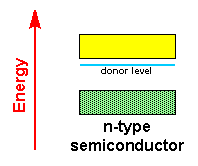 Energy
donor level
n-type
semiconductor